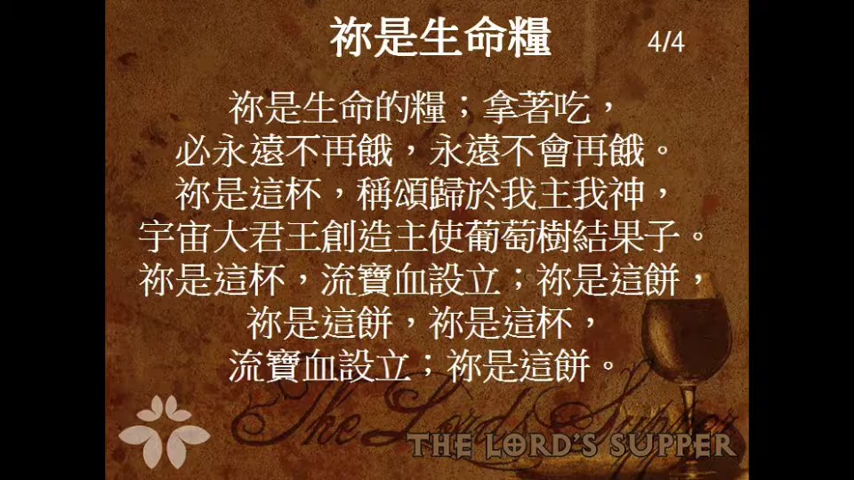 祢是生命糧
4/4
祢是生命的糧；拿著吃，
必永遠不再餓，永遠不會再餓。
祢是這杯，稱頌歸於我主我神，
宇宙大君王創造主使葡萄樹結果子。
祢是這杯，流寶血設立；祢是這餅，
祢是這餅，祢是這杯，
流寶血設立；祢是這餅。
The Lord's Supper
THE LORD'S SUPPER